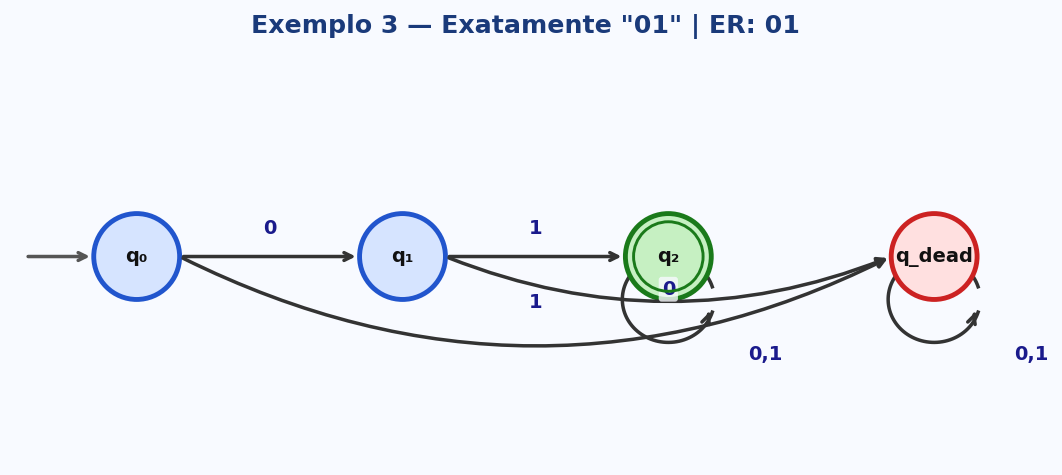 Exemplo 3 — Exatamente "01" | ER: 01
0
1
q₀
q₁
q₂
q_dead
0
1
0,1
0,1